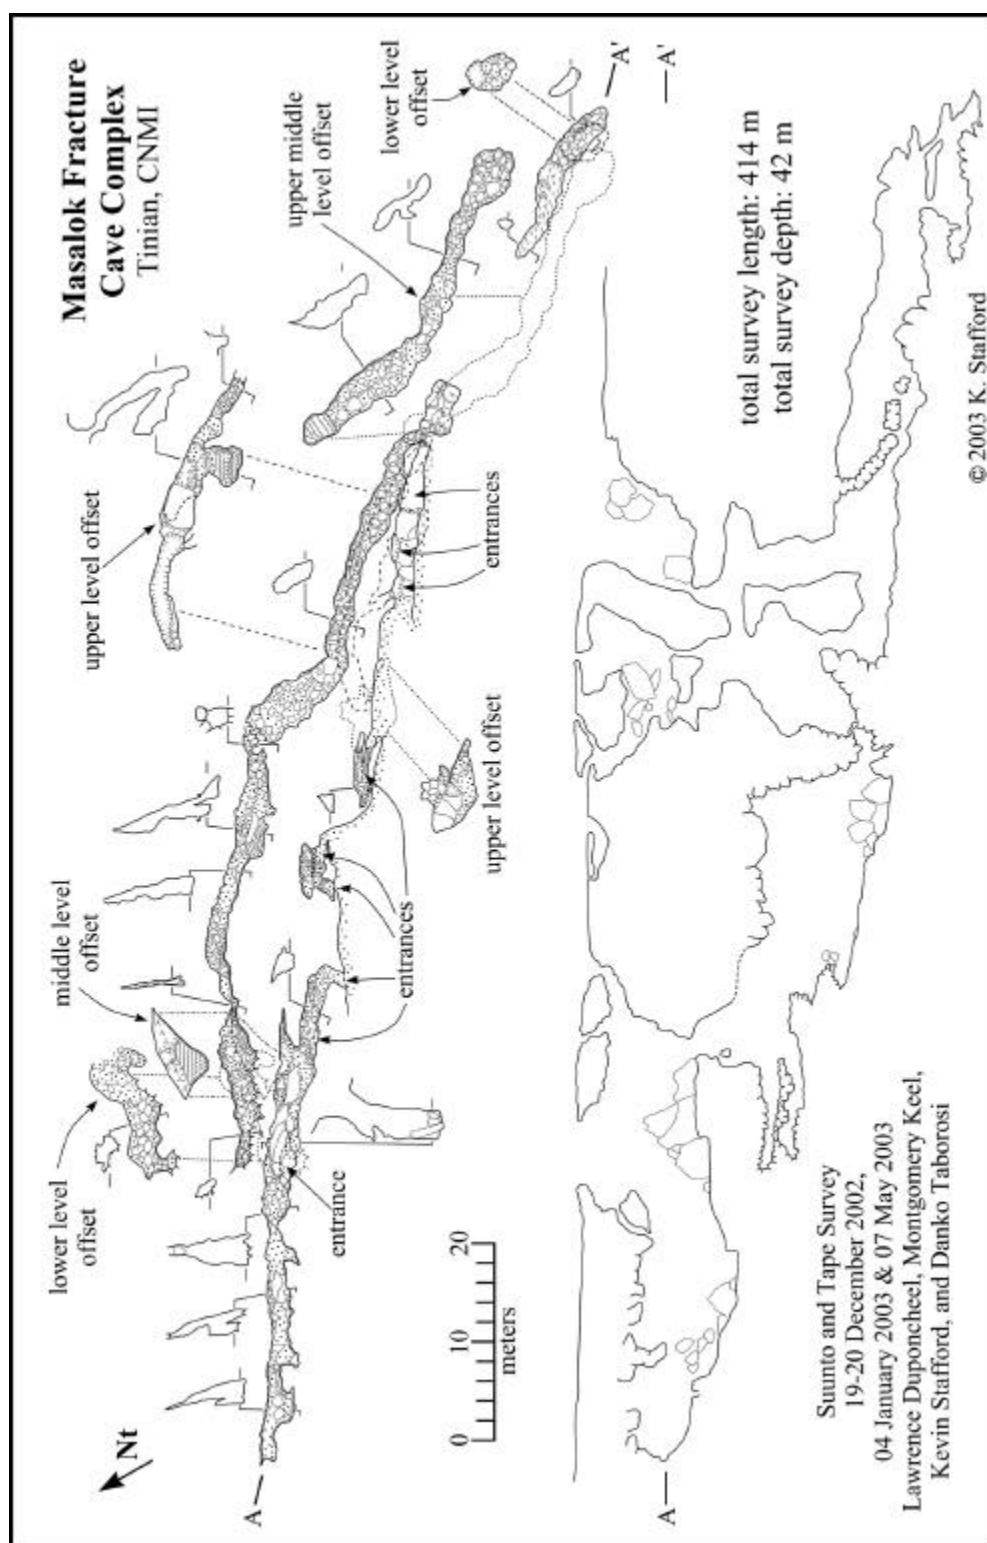 Masalok Fracture
Cave Complex
Tinian, CNMI
Nt
lower level
offset
middle level
offset
upper level offset
upper middle
level offset
lower level
offset
entrance
entrances
upper level offset
entrances
A
A'
0
10
20
meters
A
A'
total survey length: 414 m
total survey depth: 42 m
Suunto and Tape Survey
19-20 December 2002,
04 January 2003 & 07 May 2003
Lawrence Duponcheel, Montgomery Keel,
Kevin Stafford, and Danko Taborosi
© 2003 K. Stafford